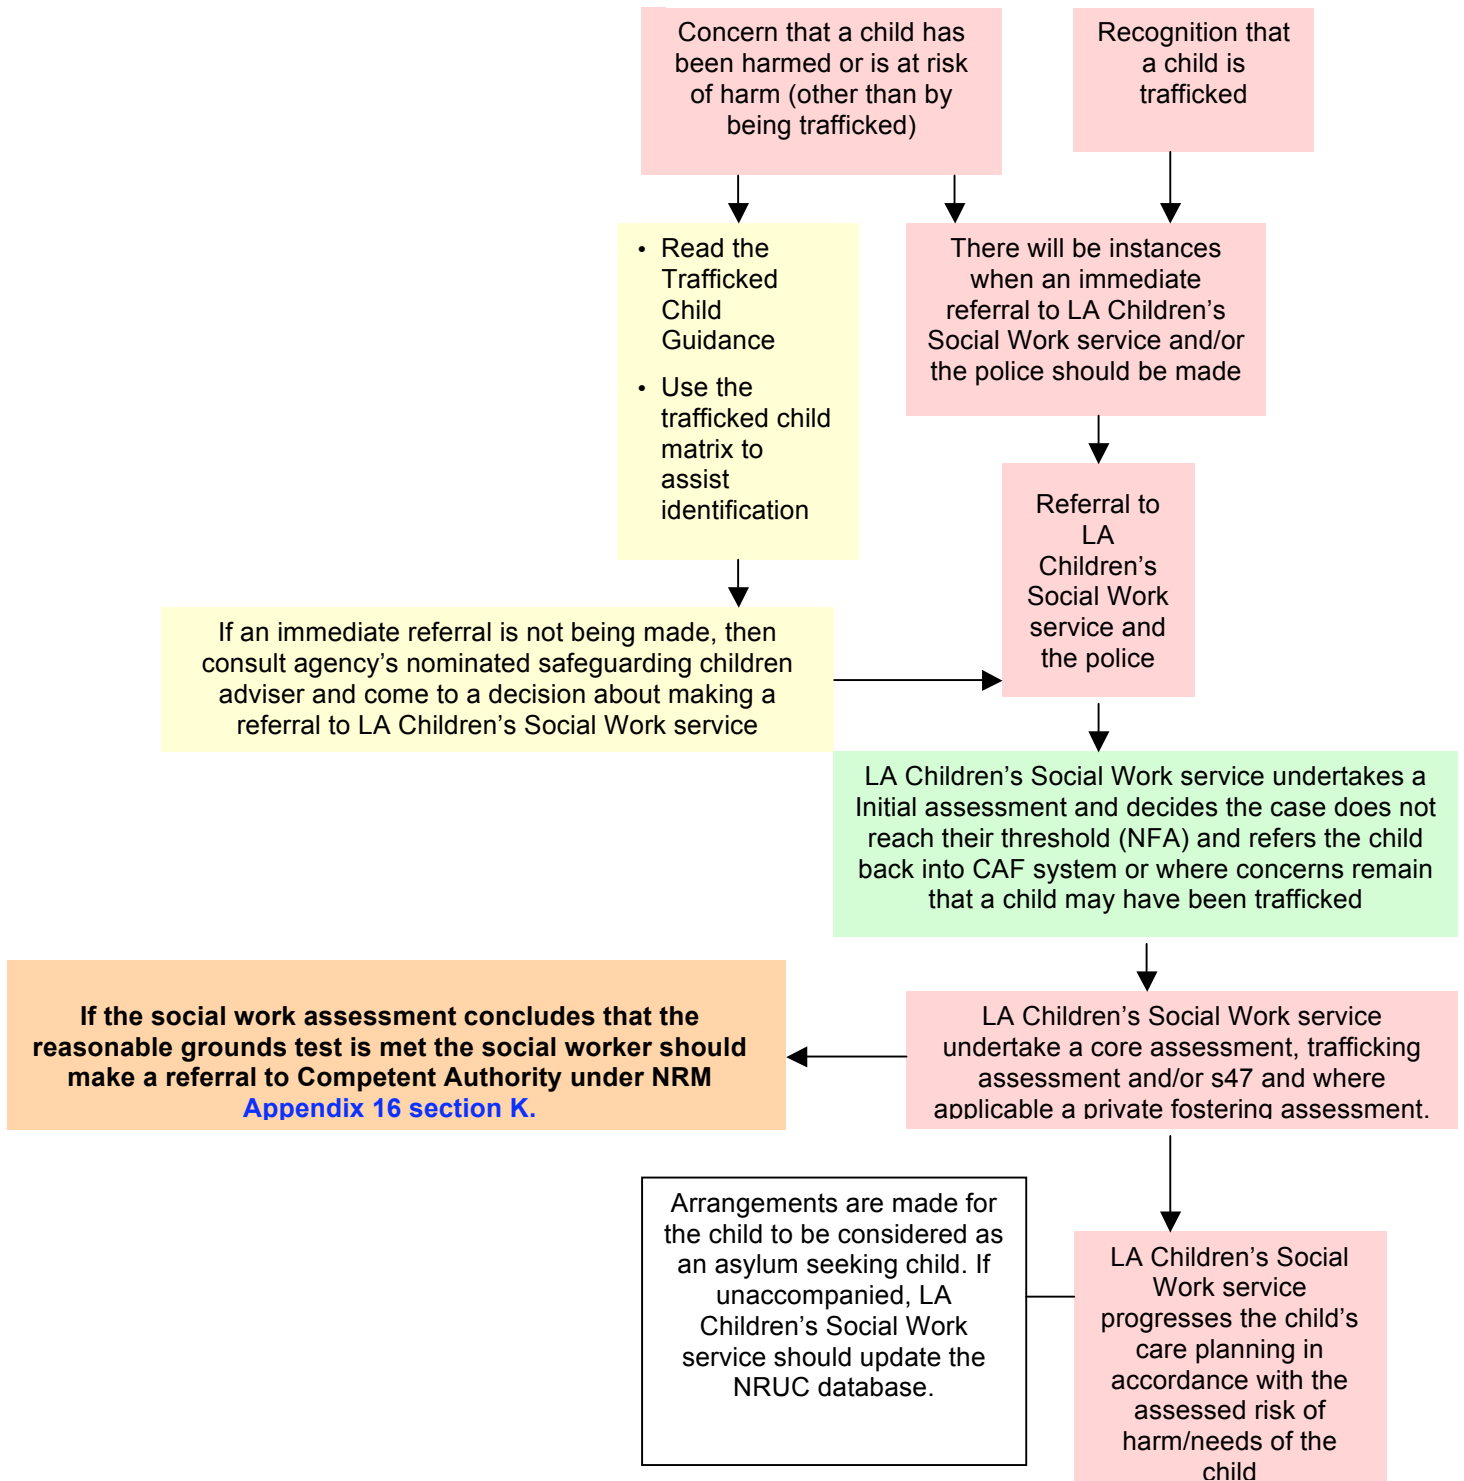 Concern that a child has
been harmed or is at risk
of harm (other than by
being trafficked)
Recognition that
a child is
trafficked
• Read the
Trafficked
Child
Guidance
• Use the
trafficked child
matrix to
assist
identification
There will be instances
when an immediate
referral to LA Children’s
Social Work service and/or
the police should be made
Referral to
LA
Children’s
Social Work
service and
the police
If an immediate referral is not being made, then
consult agency’s nominated safeguarding children
adviser and come to a decision about making a
referral to LA Children’s Social Work service
LA Children’s Social Work service undertakes a
Initial assessment and decides the case does not
reach their threshold (NFA) and refers the child
back into CAF system or where concerns remain
that a child may have been trafficked
If the social work assessment concludes that the
reasonable grounds test is met the social worker should
make a referral to Competent Authority under NRM
Appendix 16 section K.
LA Children’s Social Work service
undertake a core assessment, trafficking
assessment and/or s47 and where
applicable a private fostering assessment.
Arrangements are made for
the child to be considered as
an asylum seeking child. If
unaccompanied, LA
Children’s Social Work
service should update the
NRUC database.
LA Children’s Social
Work service
progresses the child’s
care planning in
accordance with the
assessed risk of
harm/needs of the
child